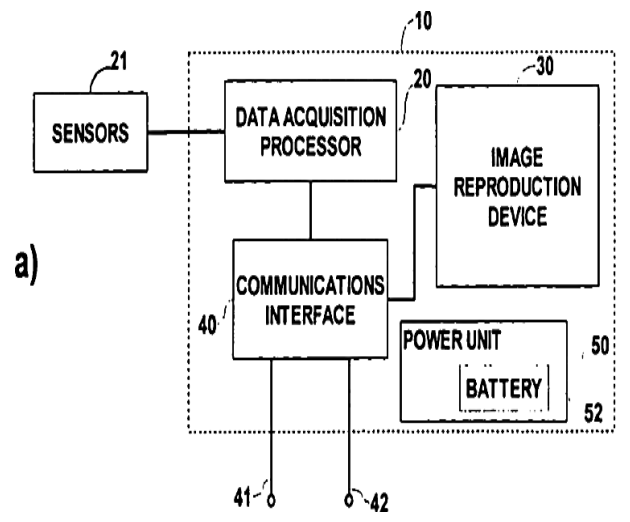 10
21
30
SENSORS
DATA ACQUISITION
PROCESSOR
20
IMAGE
REPRODUCTION
DEVICE
a)
COMMUNICATIONS
INTERFACE
40
POWER UNIT
50
BATTERY
52
41
42